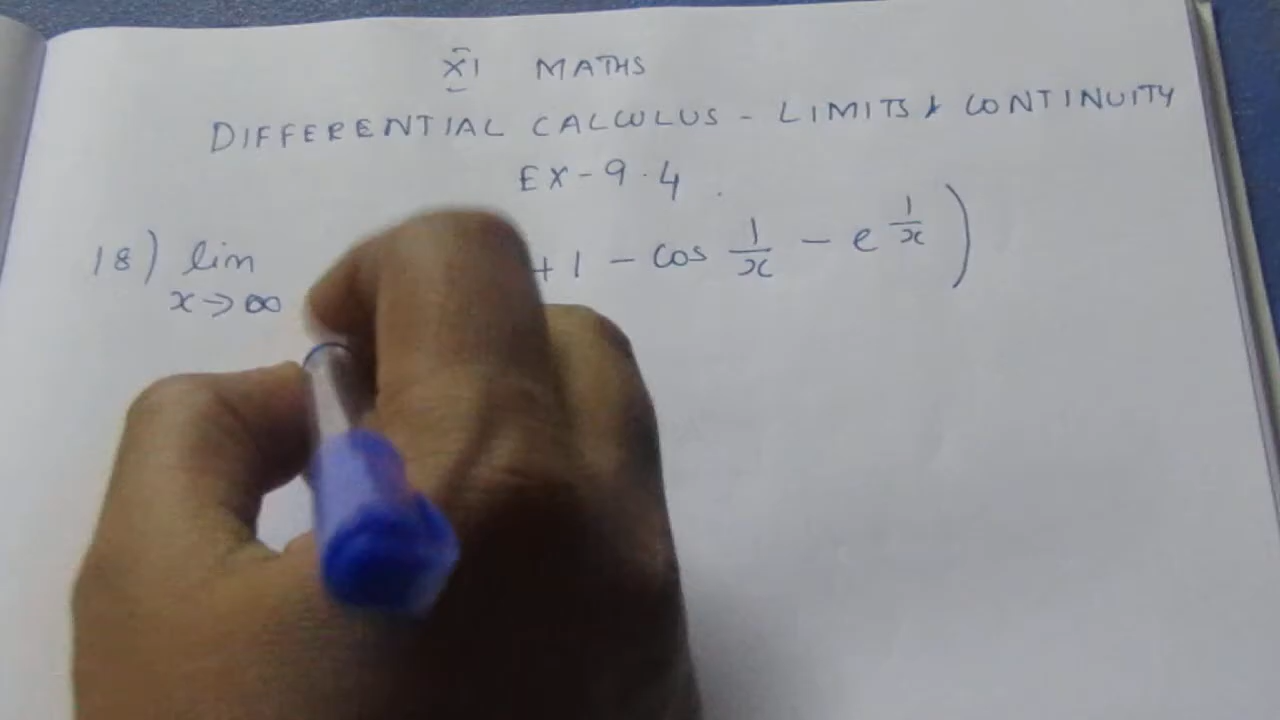 XI MATHS
DIFFERENTIAL CALCULUS - LIMITS & CONTINUITY
EX-9.4
18) lim x→∞ +1 - cos 1/x - e^(1/x) )